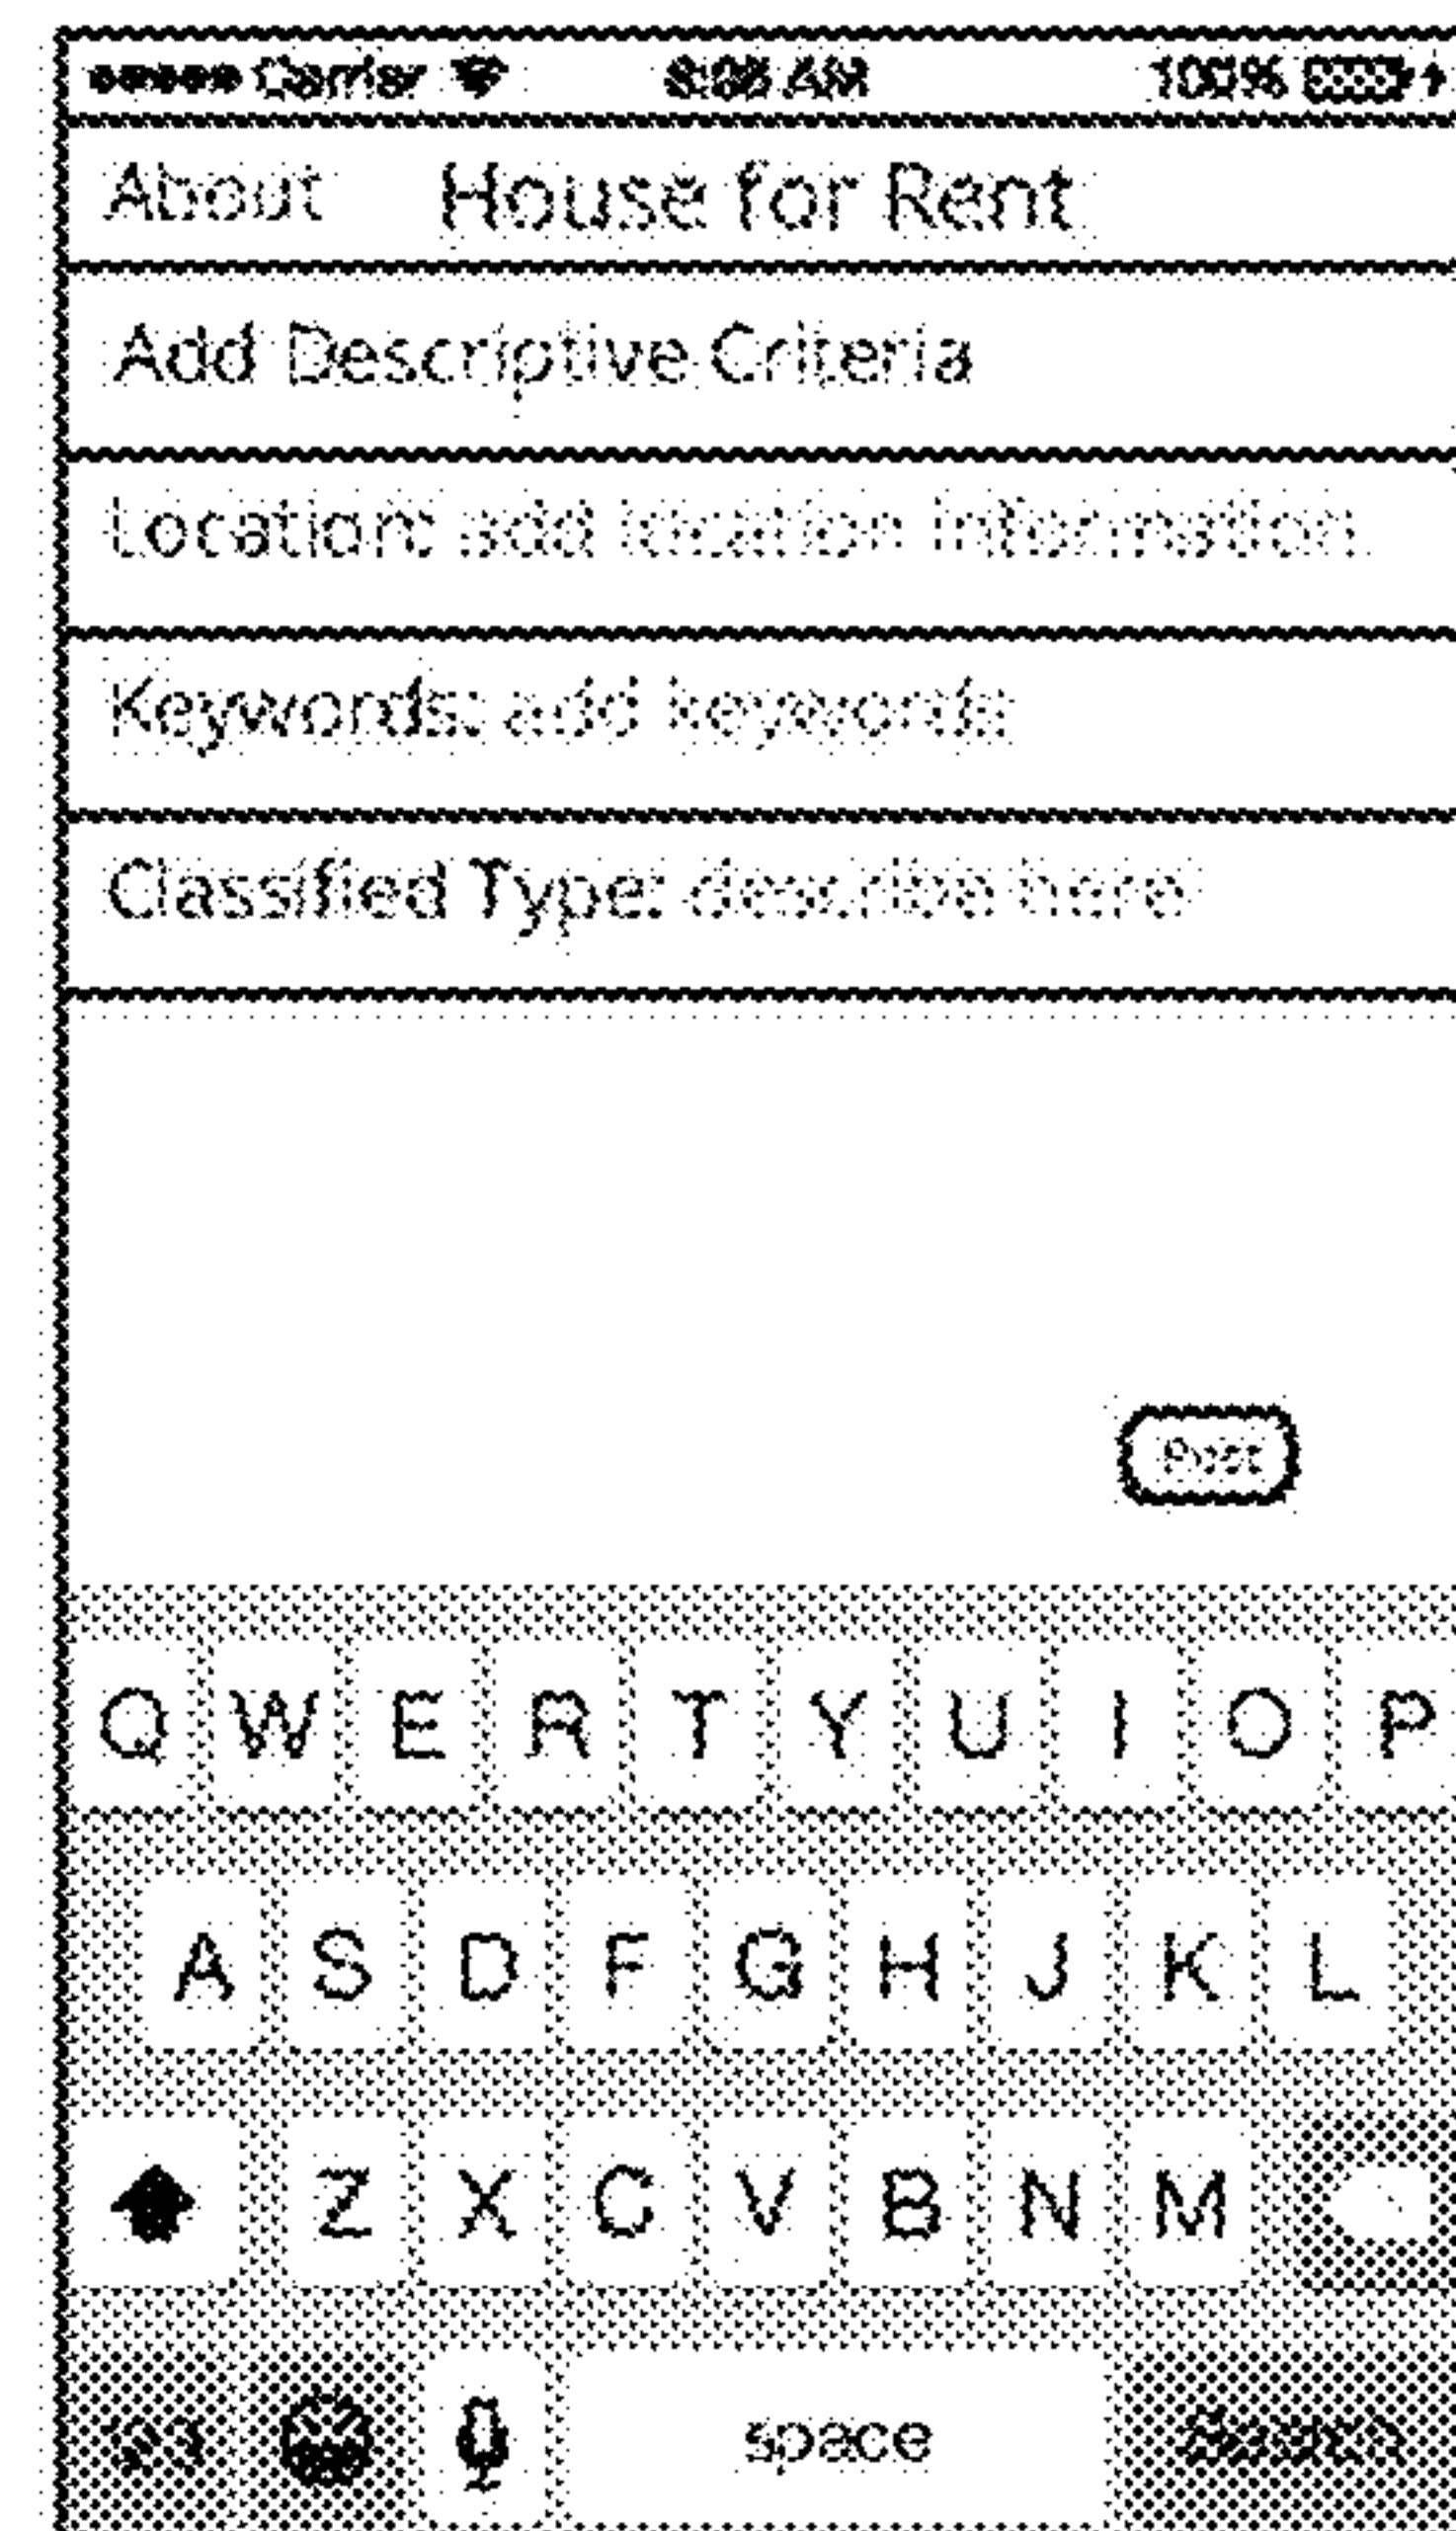 Carrier 100%
About House for Rent
Add Descriptive Criteria
Location: add location information
Keywords: add keywords
Classified Type: describe here
Post
Q W E R T Y U I O P
A S D F G H J K L
Z X C V B N M
space Search